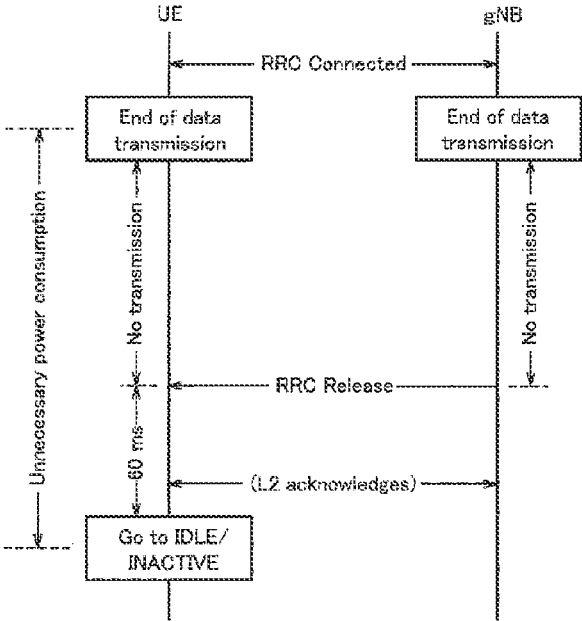 UE
gNB
RRC Connected
End of data
transmission
End of data
transmission
Unnecessary power consumption
No transmission
No transmission
RRC Release
60 ms
(L2 acknowledges)
Go to IDLE/
INACTIVE